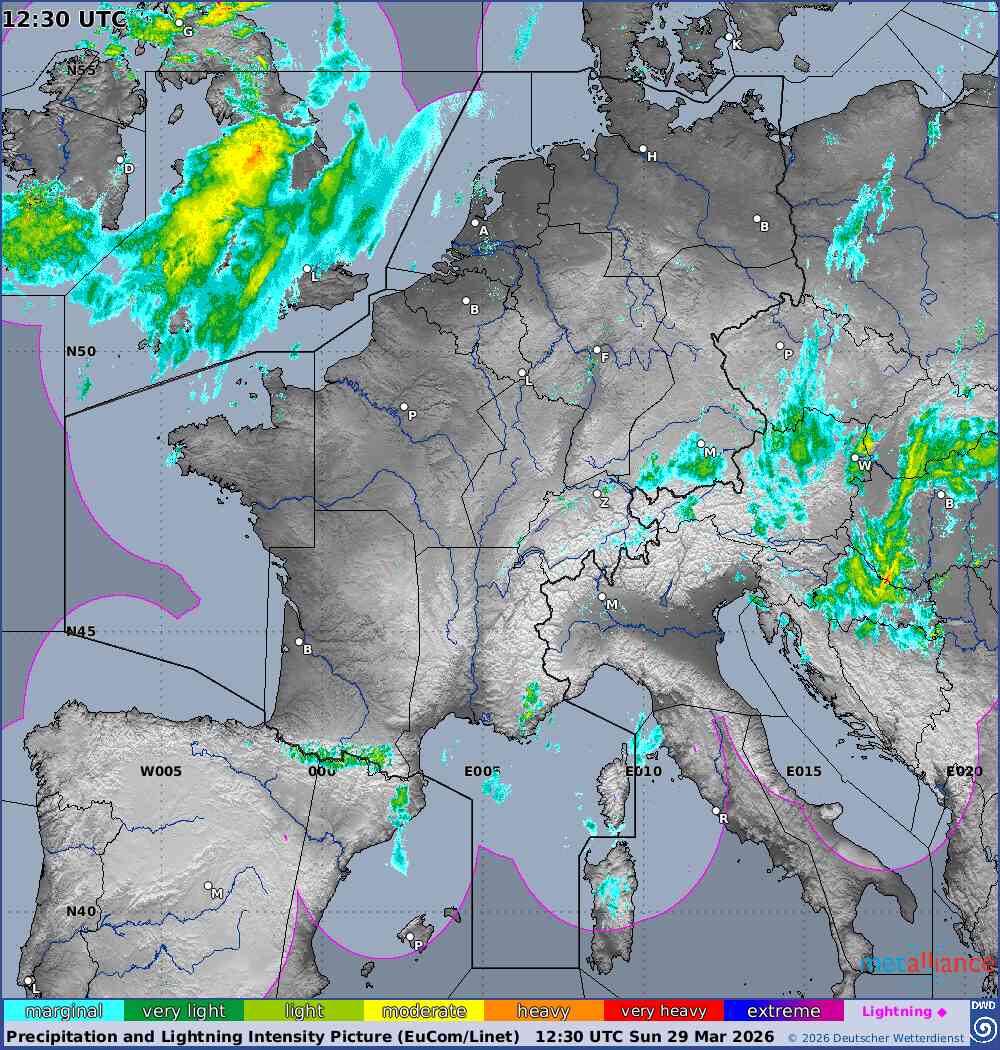 12:30 UTC
G
K
N55
D
H
A
B
L
B
N50
P
F
L
P
M
W
Z
B
M
N45
B
W005
000
E005
E010
E015
E020
R
M
N40
P
L
metalliance
marginal
very light
light
moderate
heavy
very heavy
extreme
Lightning ◆
DWD
Precipitation and Lightning Intensity Picture (EuCom/Linet) 12:30 UTC Sun 29 Mar 2026 © 2026 Deutscher Wetterdienst